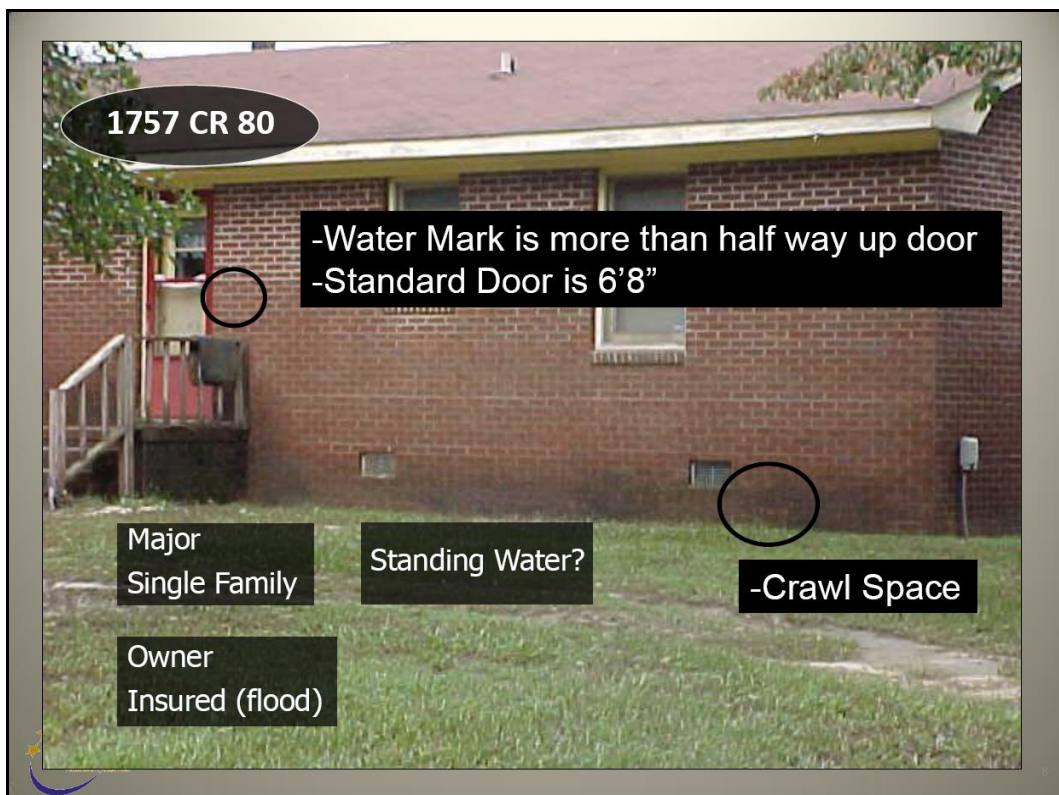 1757 CR 80
-Water Mark is more than half way up door
-Standard Door is 6’8”
Major
Single Family
Standing Water?
-Crawl Space
Owner
Insured (flood)
8